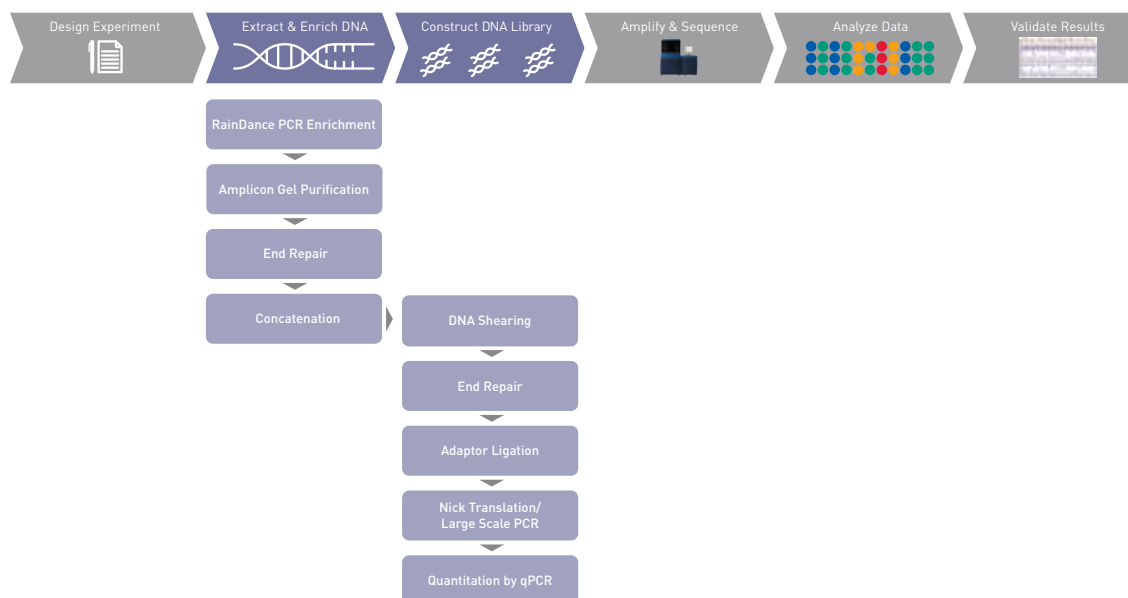 Design Experiment
Extract & Enrich DNA
Construct DNA Library
Amplify & Sequence
Analyze Data
Validate Results
RainDance PCR Enrichment
Amplicon Gel Purification
End Repair
Concatenation
DNA Shearing
End Repair
Adaptor Ligation
Nick Translation/
Large Scale PCR
Quantitation by qPCR